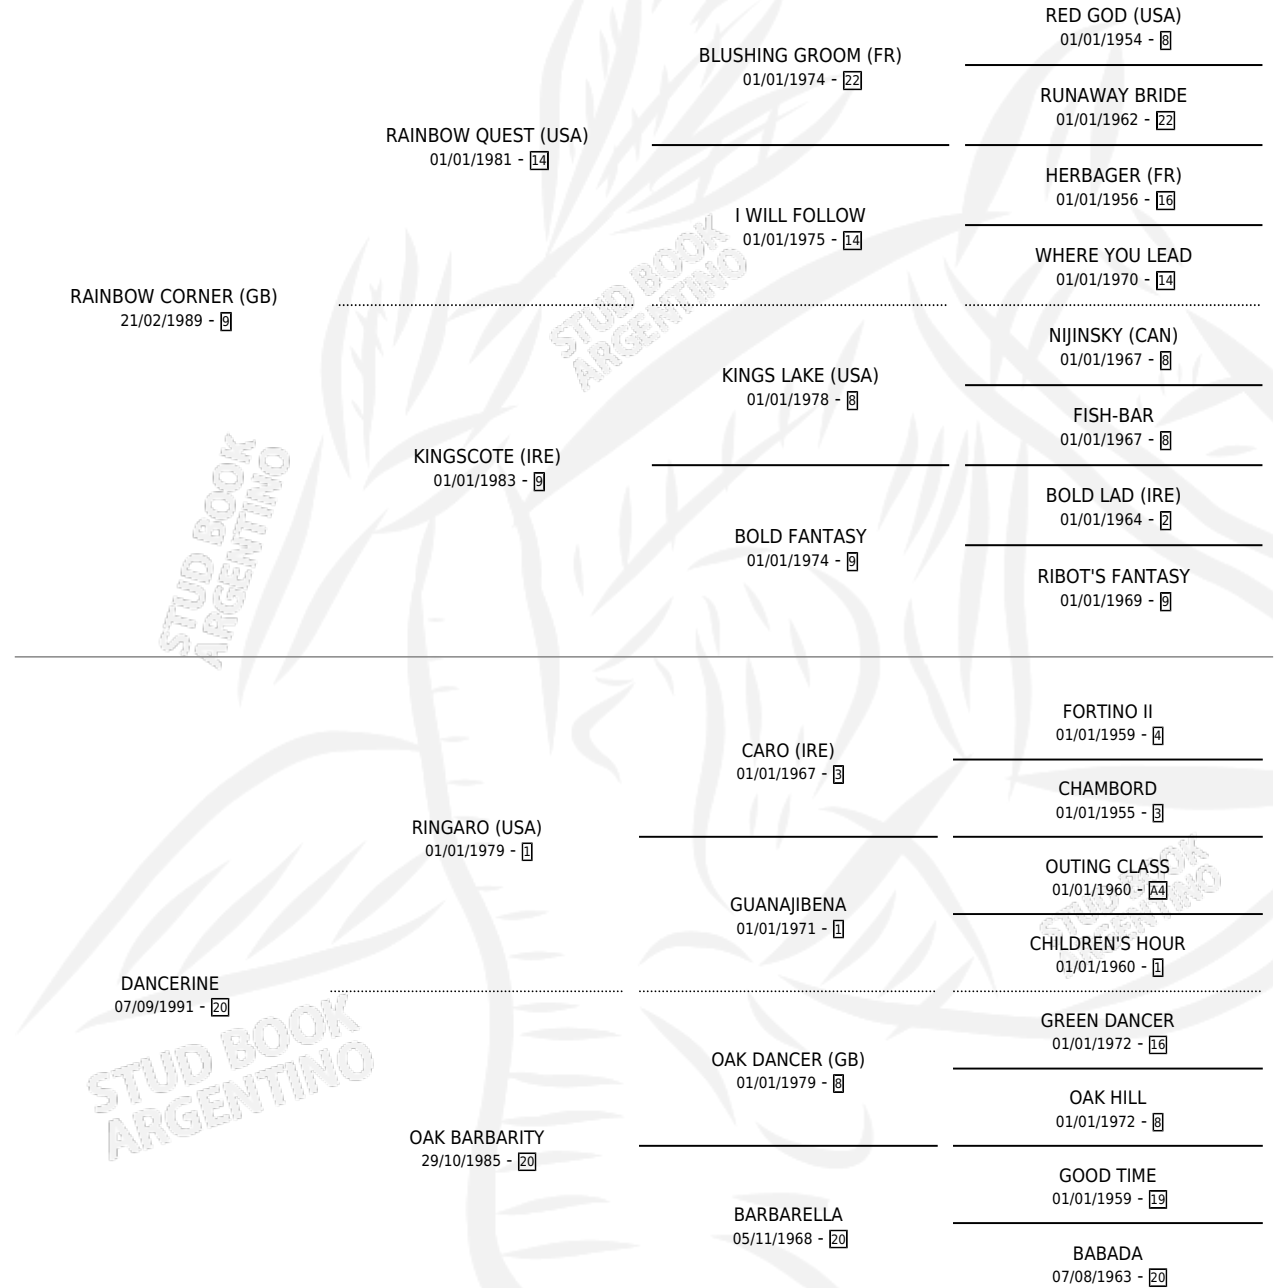 RED GOD (USA)
01/01/1954 - 8
BLUSHING GROOM (FR)
01/01/1974 - 22
RUNAWAY BRIDE
01/01/1962 - 22
RAINBOW QUEST (USA)
01/01/1981 - 14
HERBAGER (FR)
01/01/1956 - 16
I WILL FOLLOW
01/01/1975 - 14
WHERE YOU LEAD
01/01/1970 - 14
RAINBOW CORNER (GB)
21/02/1989 - 9
NIJINSKY (CAN)
01/01/1967 - 8
KINGS LAKE (USA)
01/01/1978 - 8
FISH-BAR
01/01/1967 - 8
KINGSCOTE (IRE)
01/01/1983 - 9
BOLD LAD (IRE)
01/01/1964 - 2
BOLD FANTASY
01/01/1974 - 9
RIBOT'S FANTASY
01/01/1969 - 9
STUD BOOK
ARGENTINO
STUD BOOK
ARGENTINO
FORTINO II
01/01/1959 - 4
CARO (IRE)
01/01/1967 - 3
CHAMBORD
01/01/1955 - 3
RINGARO (USA)
01/01/1979 - 1
OUTING CLASS
01/01/1960 - A4
GUANAJIBENA
01/01/1971 - 1
CHILDREN'S HOUR
01/01/1960 - 1
STUD BOOK
ARGENTINO
DANCERINE
07/09/1991 - 20
GREEN DANCER
01/01/1972 - 16
OAK DANCER (GB)
01/01/1979 - 8
OAK HILL
01/01/1972 - 8
STUD BOOK
ARGENTINO
OAK BARBARITY
29/10/1985 - 20
GOOD TIME
01/01/1959 - 19
BARBARELLA
05/11/1968 - 20
BABADA
07/08/1963 - 20